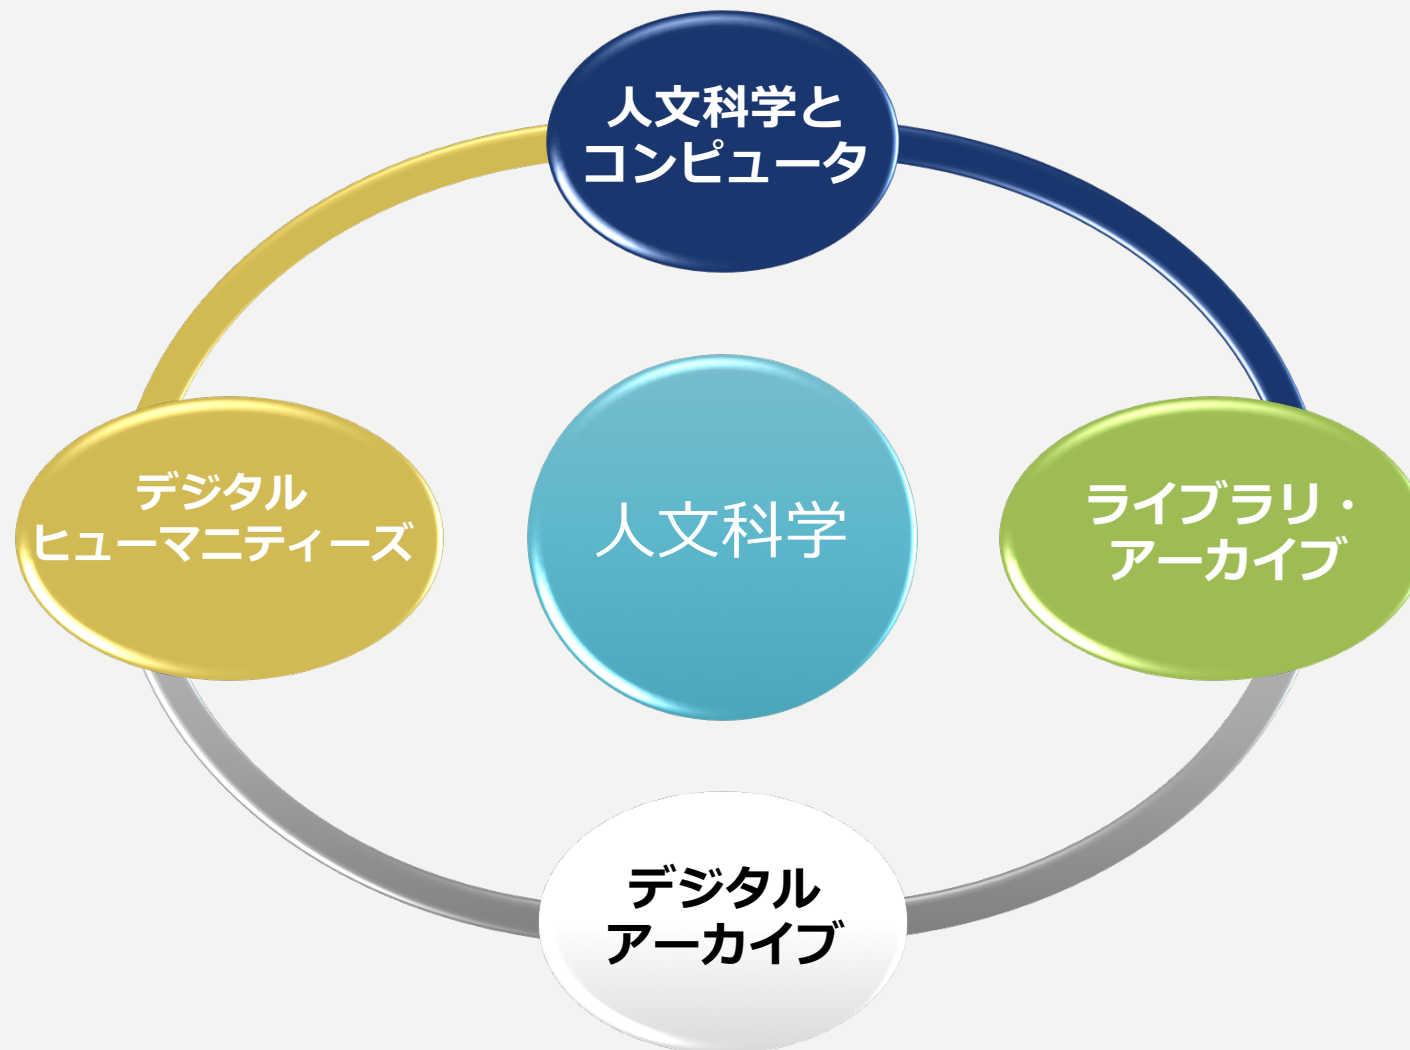 人文科学と
コンピュータ
デジタル
ヒューマニティーズ
人文科学
ライブラリ・
アーカイブ
デジタル
アーカイブ